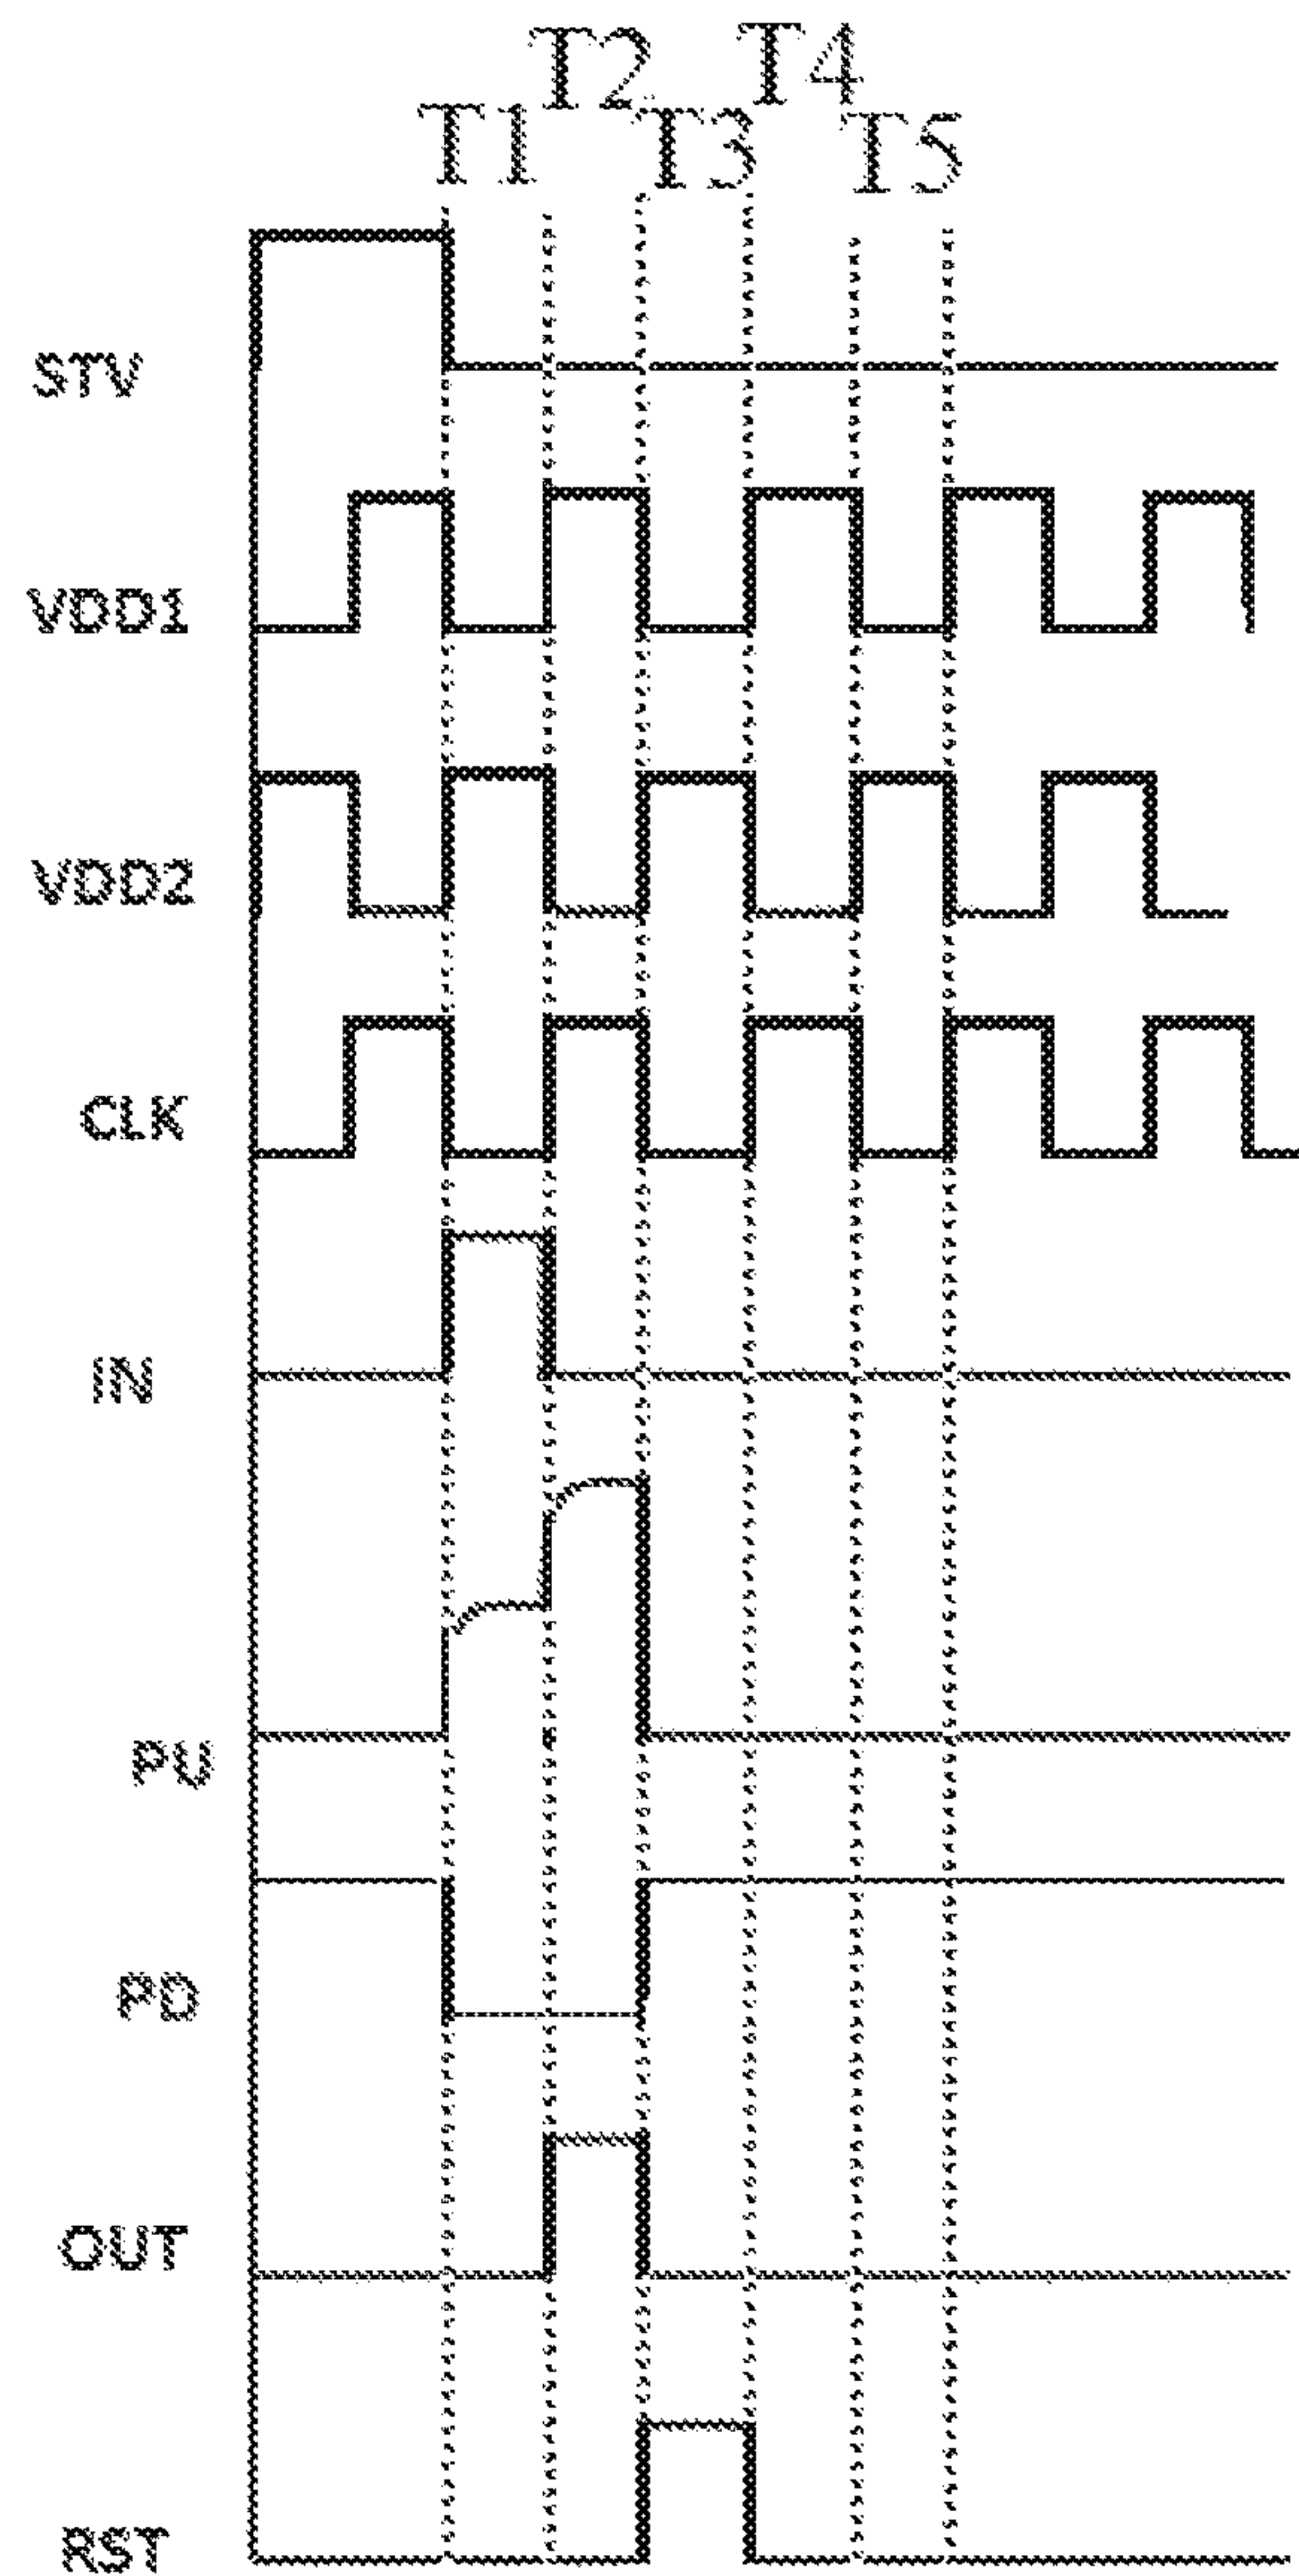 T1 T2 T3 T4 T5
STV
VDD1
VDD2
CLK
IN
PU
PD
OUT
RST